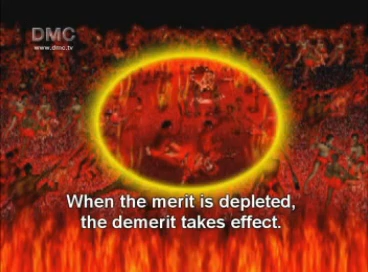 DMC
www.dmc.tv
When the merit is depleted,
the demerit takes effect.